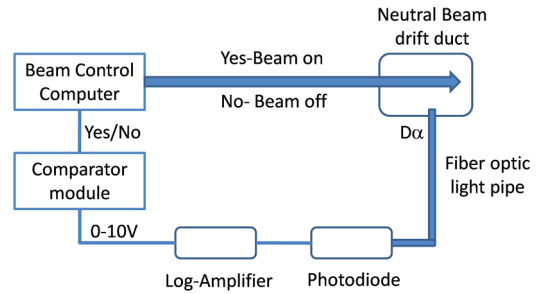 Neutral Beam
drift duct
Yes-Beam on
Beam Control
Computer
No- Beam off
Yes/No
Dα
Comparator
module
Fiber optic
light pipe
0-10V
Log-Amplifier
Photodiode